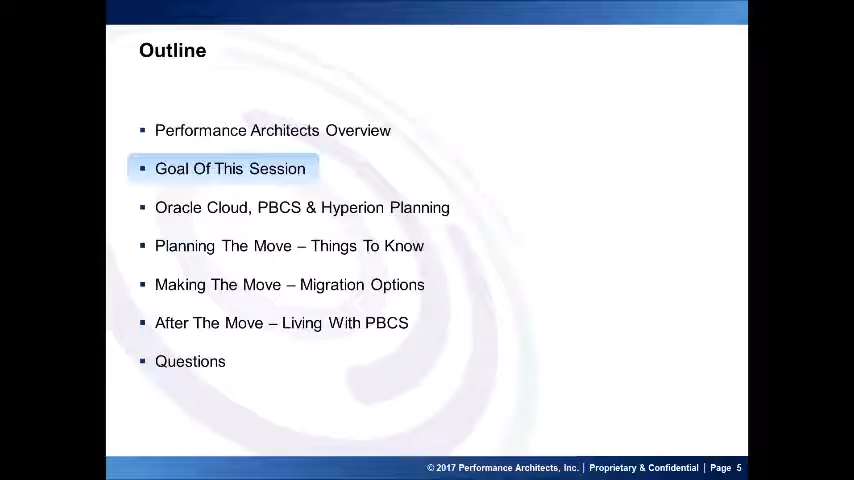 Outline
Performance Architects Overview
Goal Of This Session
Oracle Cloud, PBCS & Hyperion Planning
Planning The Move – Things To Know
Making The Move – Migration Options
After The Move – Living With PBCS
Questions
© 2017 Performance Architects, Inc. | Proprietary & Confidential | Page 5